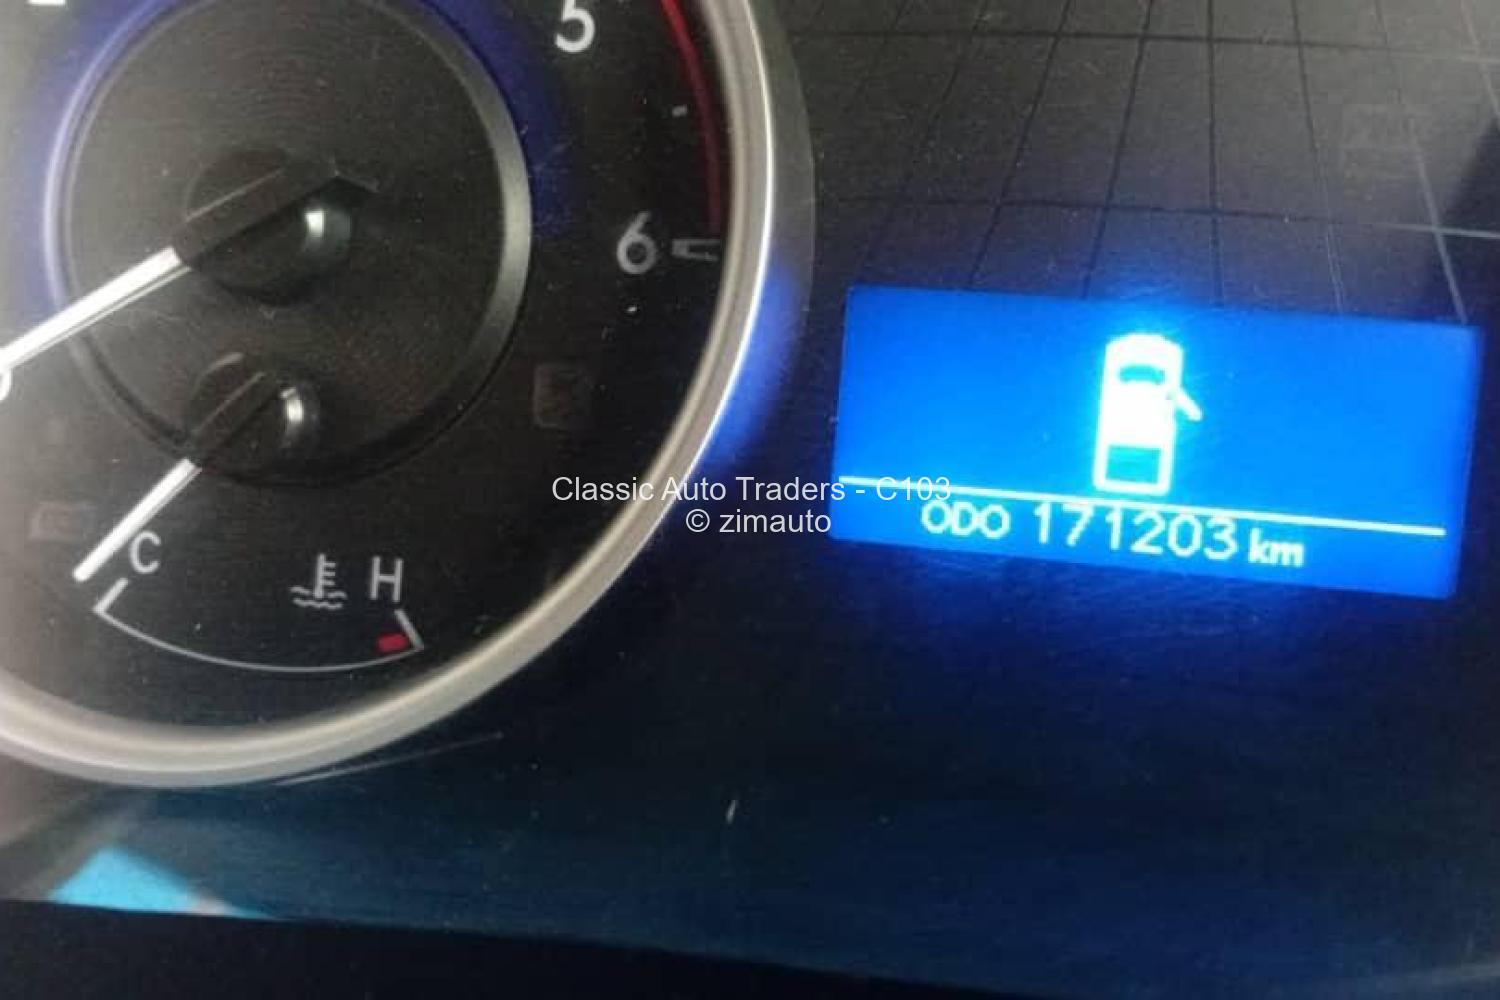 5
6
C
H
Classic Auto Traders - C103
© zimauto
ODO 171203 km